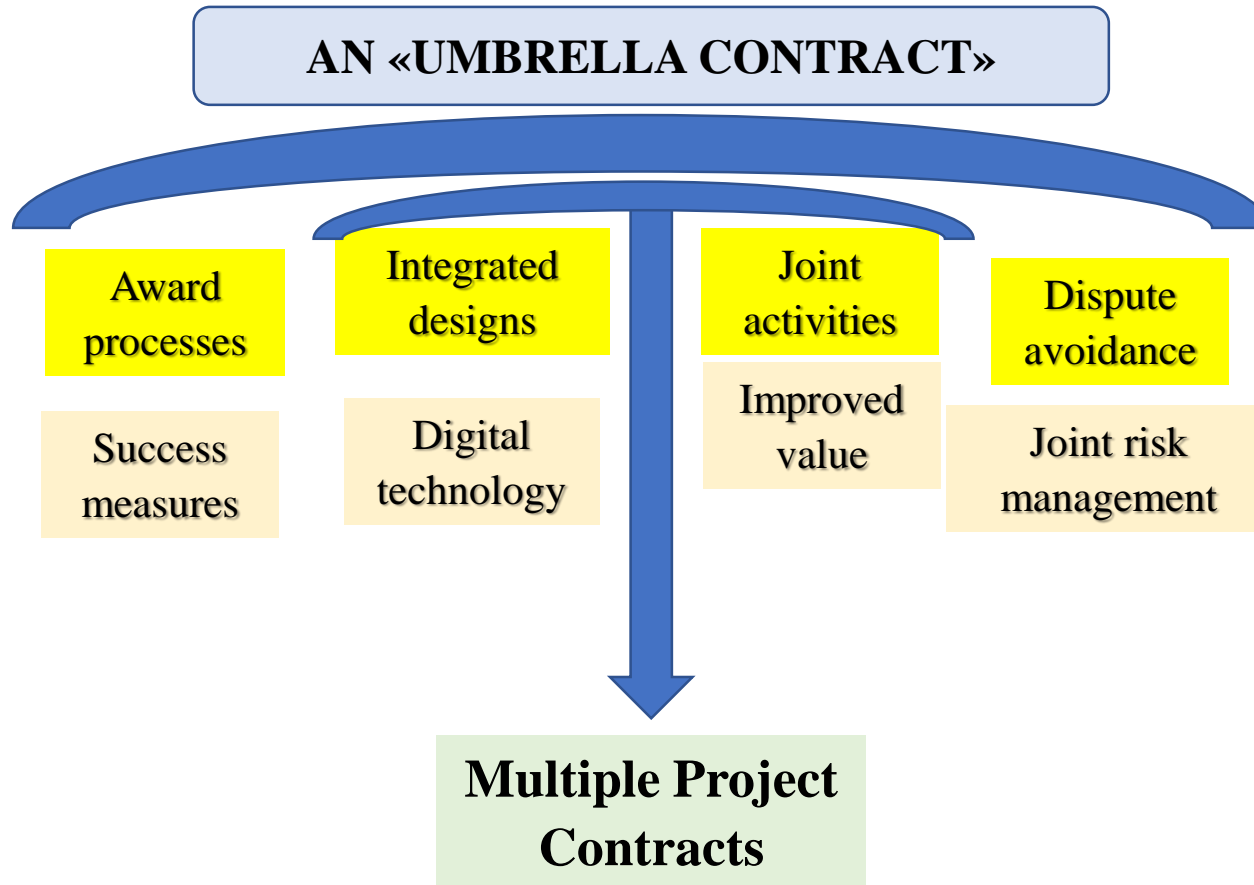 AN «UMBRELLA CONTRACT»
Award
processes
Integrated
designs
Joint
activities
Dispute
avoidance
Success
measures
Digital
technology
Improved
value
Joint risk
management
Multiple Project
Contracts